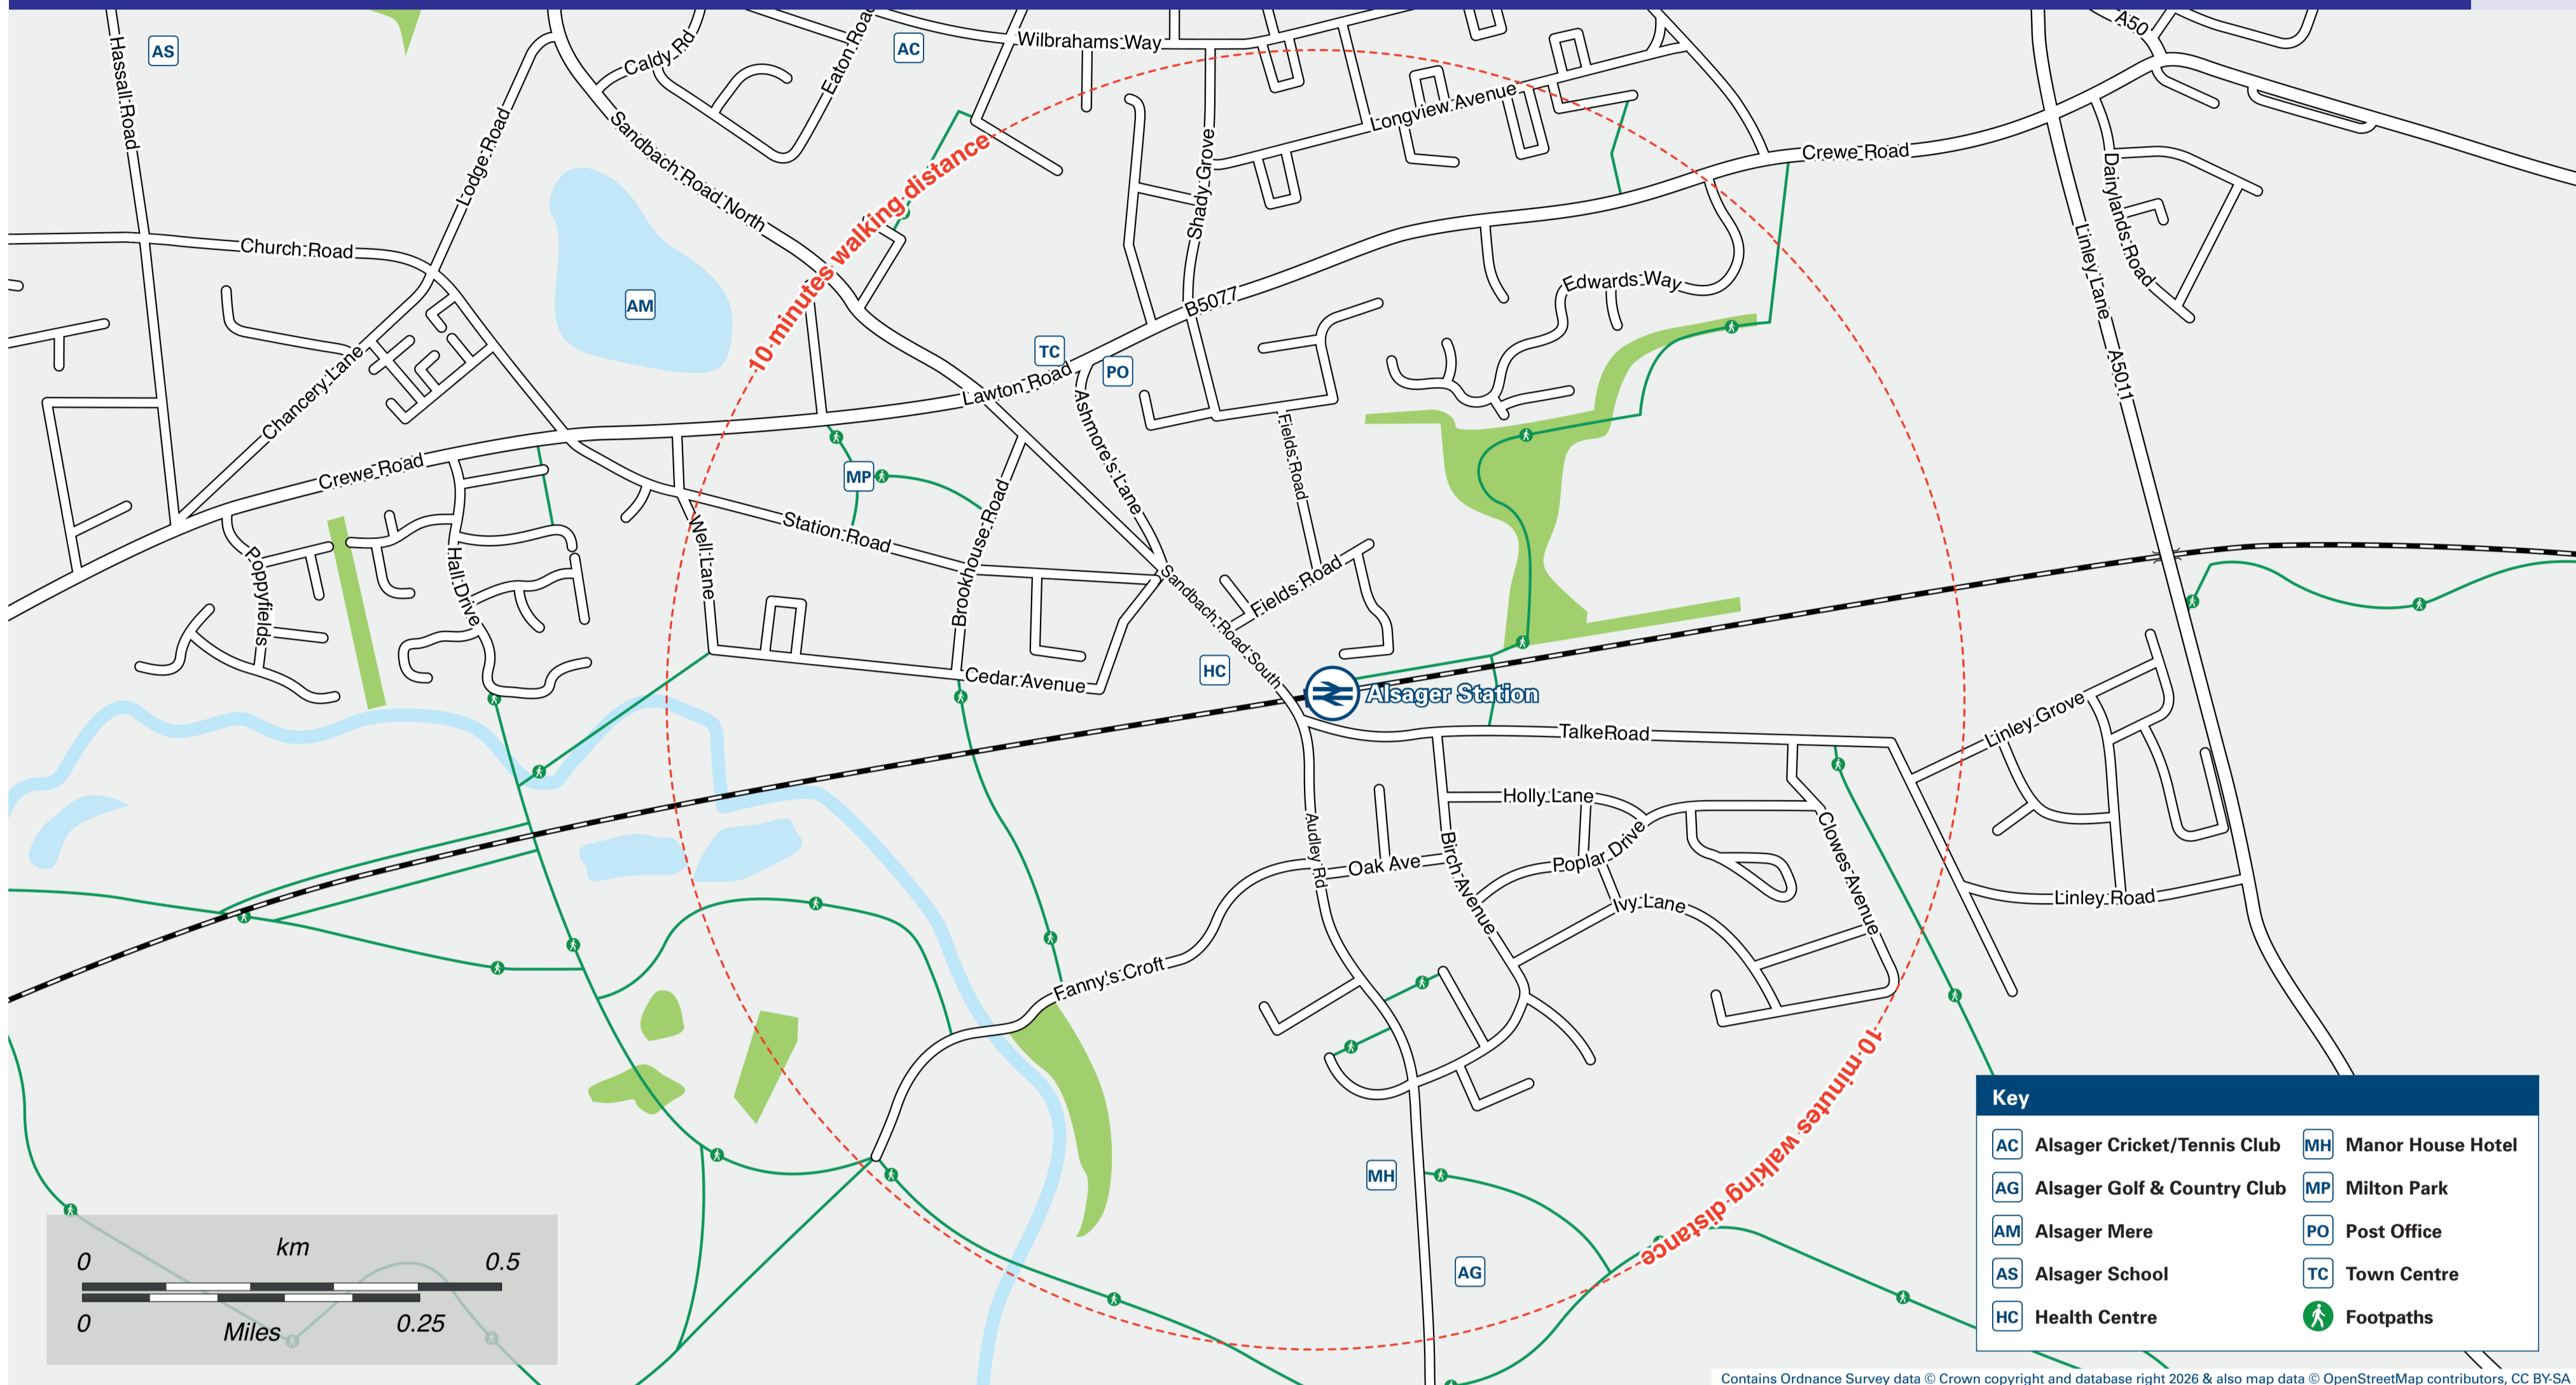 Hassall Road
AS
Caldy Rd
Eaton Road
AC
Wilbrahams Way
A50
Lodge Road
Sandbach Road North
10 minutes walking distance
Shady Grove
Longview Avenue
Crewe Road
Dairylands Road
Linley Lane
Church Road
AM
B5077
Edwards Way
TC
PO
Lawton Road
Ashmore's Lane
Chancery Lane
A5011
Crewe Road
MP
Fields Road
Station Road
Well Lane
Brookhouse Road
Poppyfields
Hall Drive
Sandbach Road South
Fields Road
HC
Cedar Avenue
Alsager Station
TalkeRoad
Linley Grove
Holly Lane
Audley Rd
Oak Ave
Birch Avenue
Poplar Drive
Clowes Avenue
Ivy Lane
Linley Road
Fanny's Croft
10 minutes walking distance
MH
AG
Key
AC Alsager Cricket/Tennis Club
AG Alsager Golf & Country Club
AM Alsager Mere
AS Alsager School
HC Health Centre
MH Manor House Hotel
MP Milton Park
PO Post Office
TC Town Centre
Footpaths
km
0 0.5
0 0.25
Miles
Contains Ordnance Survey data © Crown copyright and database right 2026 & also map data © OpenStreetMap contributors, CC BY-SA